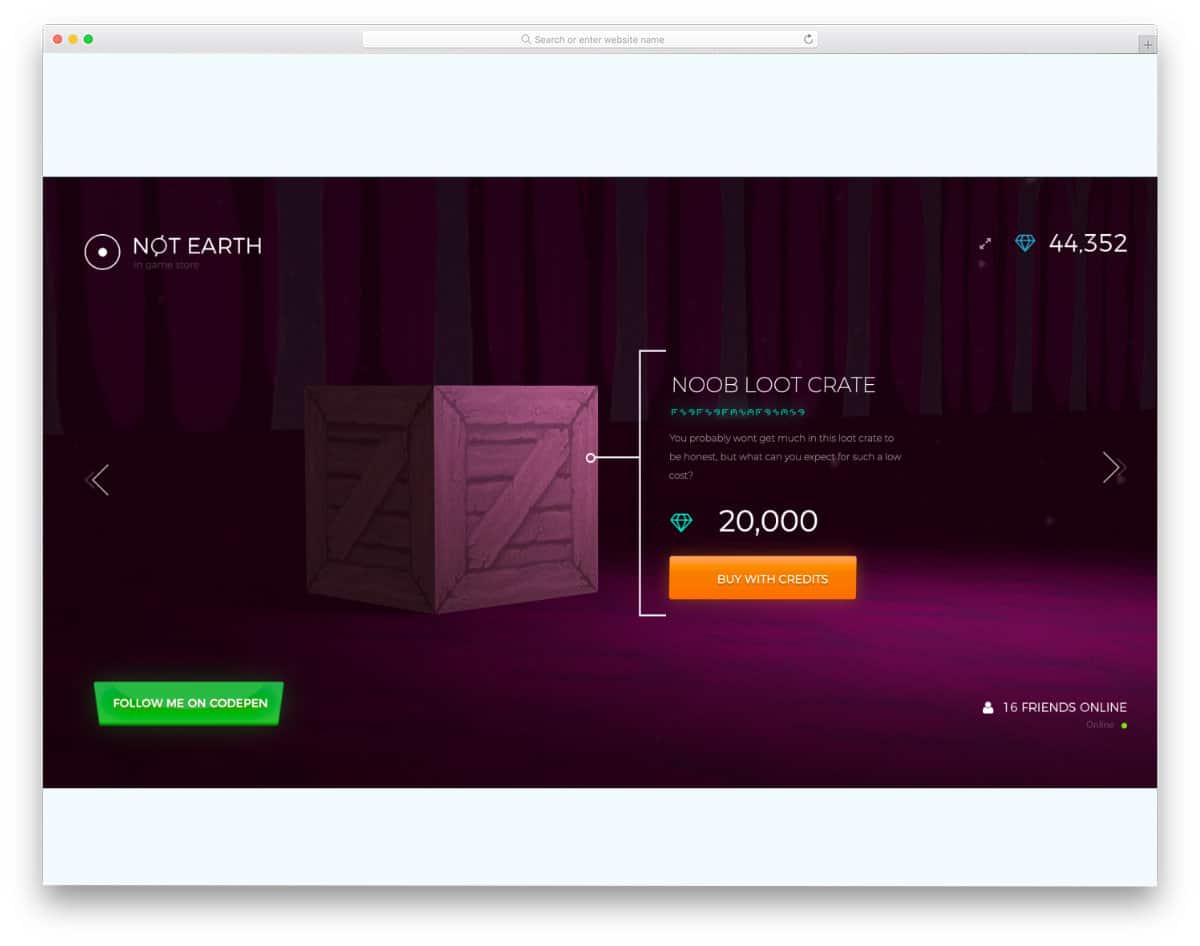 Search or enter website name
NØT EARTH
In game store
44,352
NOOB LOOT CRATE
You probably wont get much in this loot crate to
be honest, but what can you expect for such a low
cost?
20,000
BUY WITH CREDITS
FOLLOW ME ON CODEPEN
16 FRIENDS ONLINE
Online